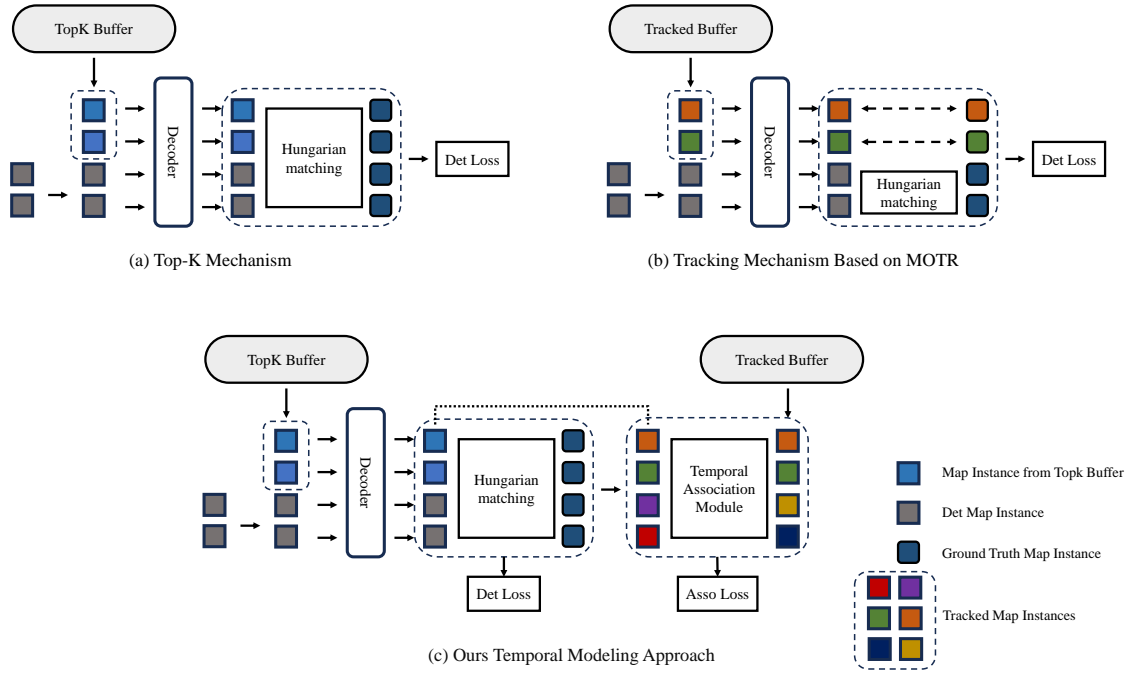 TopK Buffer
Decoder
Hungarian
matching
Det Loss
(a) Top-K Mechanism
Tracked Buffer
Decoder
Hungarian
matching
Det Loss
(b) Tracking Mechanism Based on MOTR
TopK Buffer
Decoder
Hungarian
matching
Det Loss
Tracked Buffer
Temporal
Association
Module
Asso Loss
(c) Ours Temporal Modeling Approach
Map Instance from Topk Buffer
Det Map Instance
Ground Truth Map Instance
Tracked Map Instances